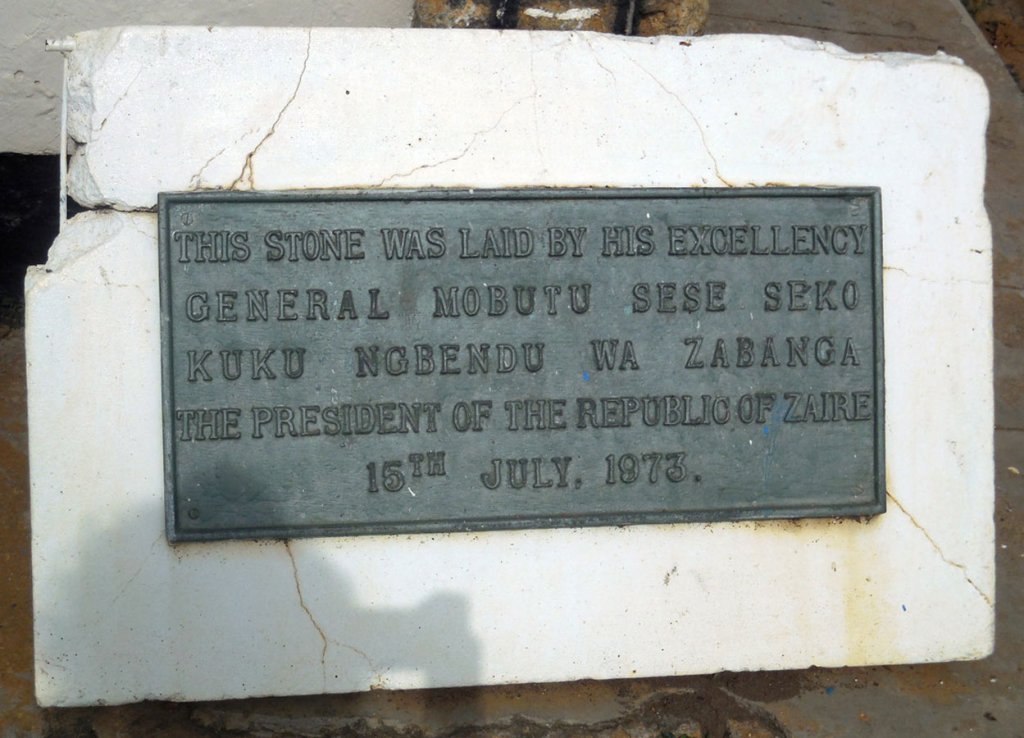 THIS STONE WAS LAID BY HIS EXCELLENCY
GENERAL MOBUTU SESE SEKO
KUKU NGBENDU WA ZABANGA
THE PRESIDENT OF THE REPUBLIC OF ZAIRE
15TH JULY, 1973.